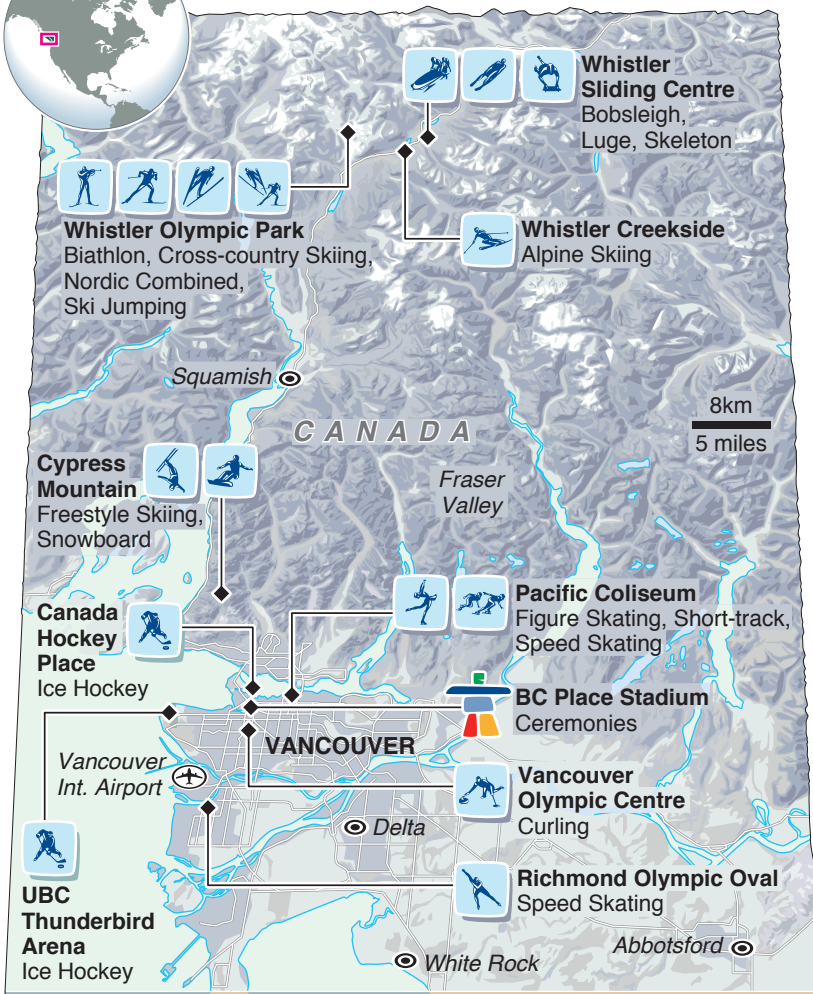 Whistler
Sliding Centre
Bobsleigh,
Luge, Skeleton
Whistler Olympic Park
Biathlon, Cross-country Skiing,
Nordic Combined,
Ski Jumping
Whistler Creekside
Alpine Skiing
Squamish
CANADA
8km
5 miles
Cypress
Mountain
Freestyle Skiing,
Snowboard
Fraser
Valley
Canada
Hockey
Place
Ice Hockey
Pacific Coliseum
Figure Skating, Short-track,
Speed Skating
BC Place Stadium
Ceremonies
VANCOUVER
Vancouver
Int. Airport
Vancouver
Olympic Centre
Curling
Delta
UBC
Thunderbird
Arena
Ice Hockey
Richmond Olympic Oval
Speed Skating
White Rock
Abbotsford